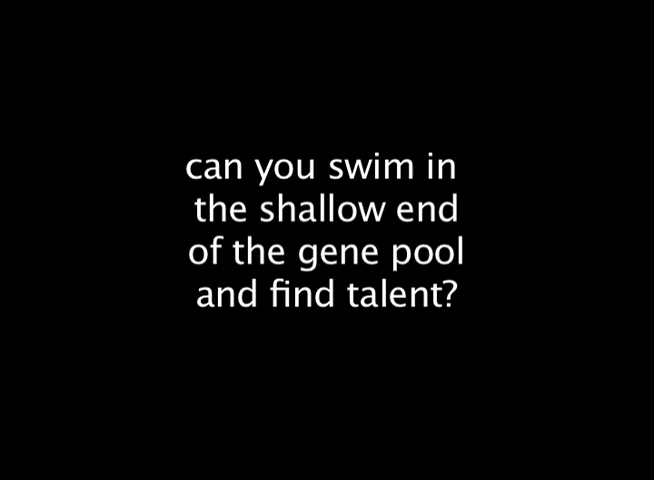 can you swim in
the shallow end
of the gene pool
and find talent?